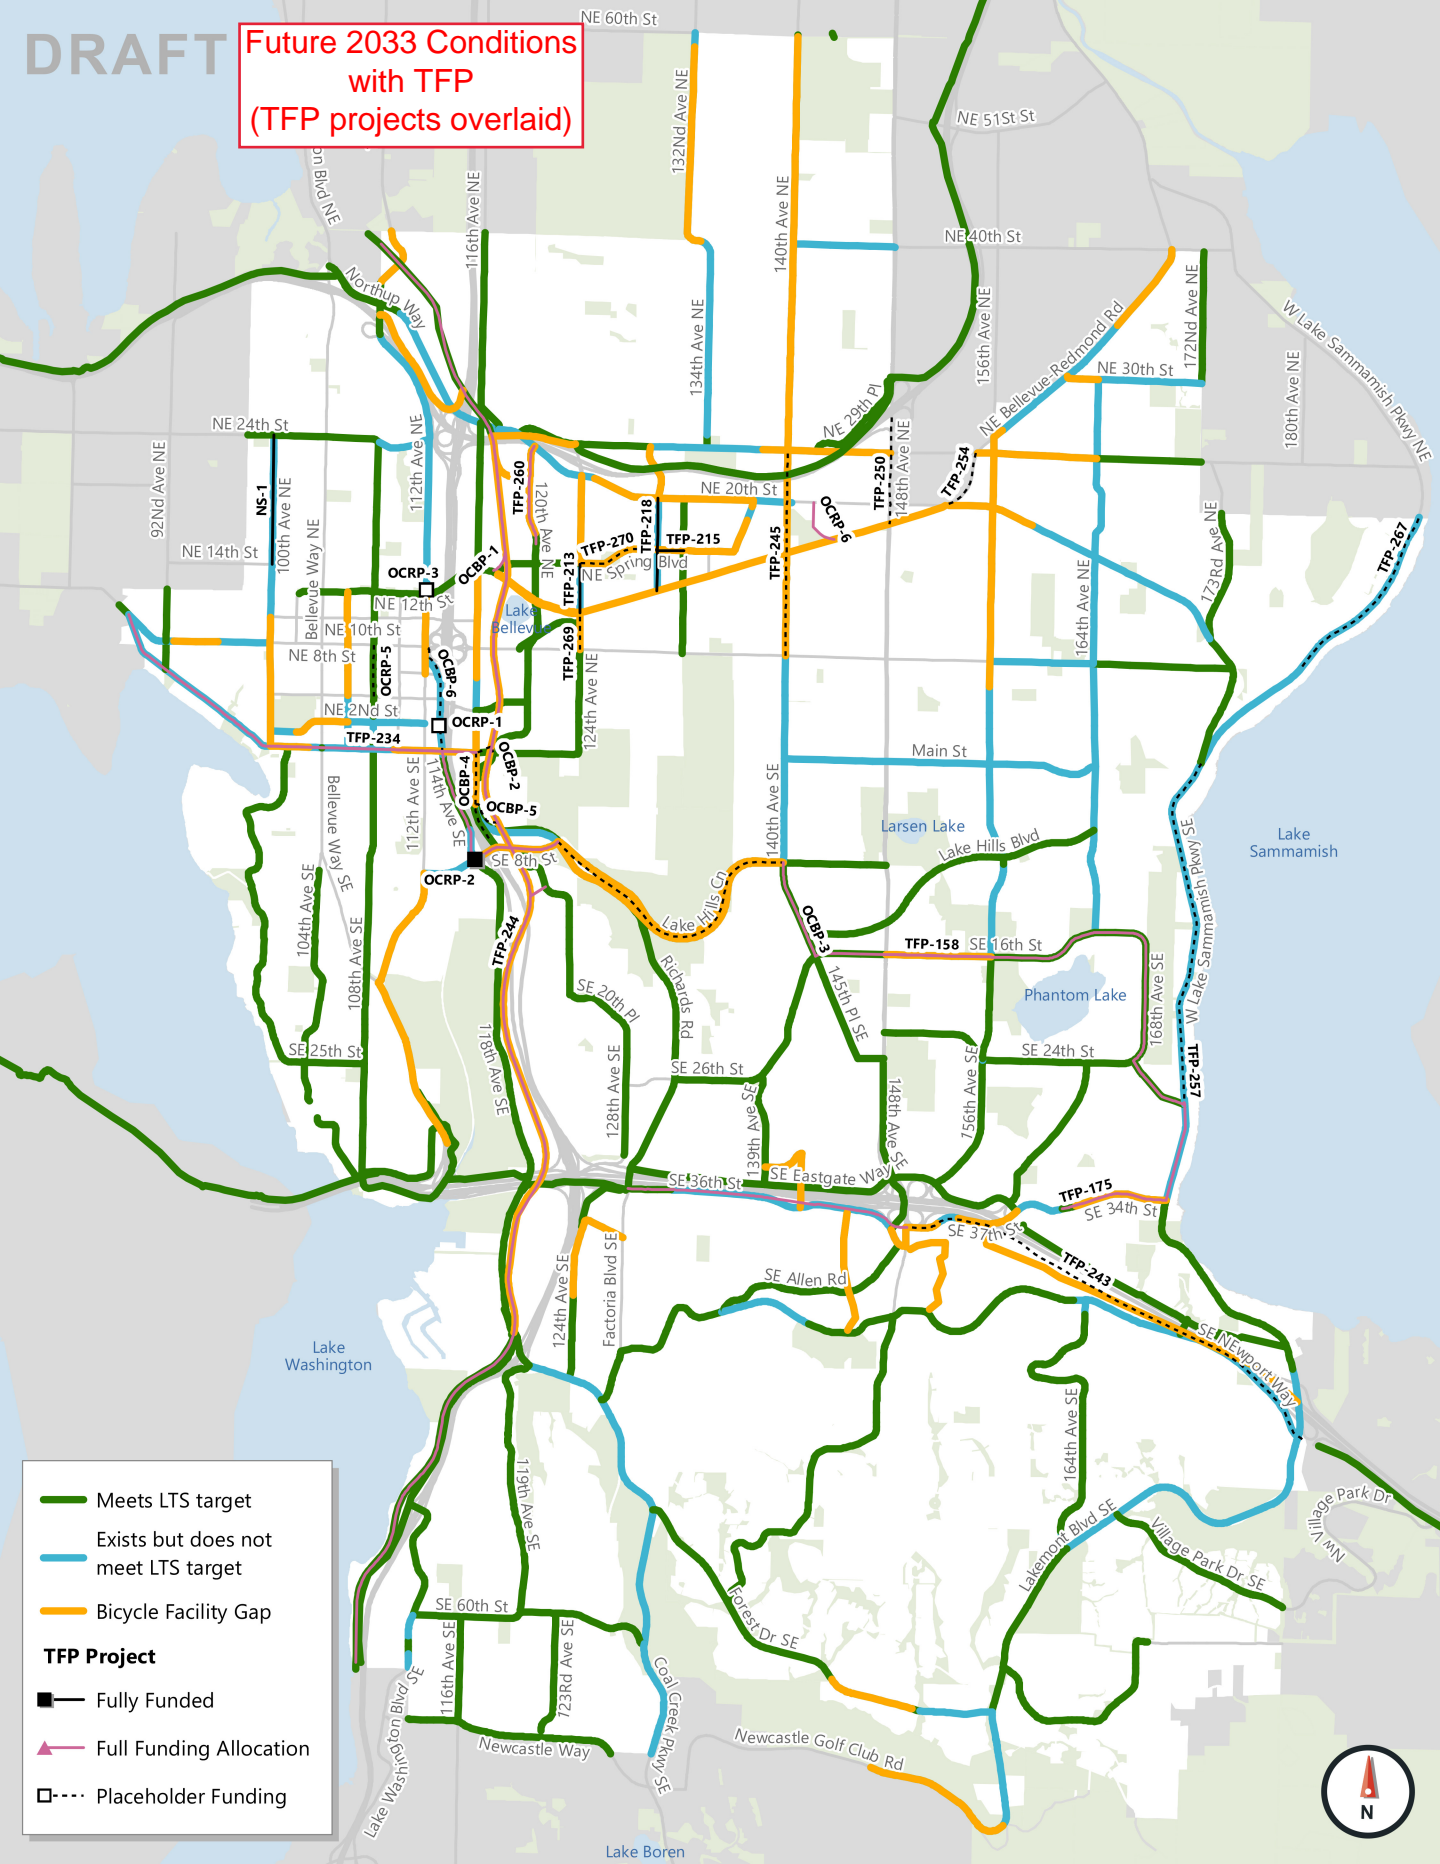 DRAFT
Future 2033 Conditions
with TFP
(TFP projects overlaid)
NE 60th St
132Nd Ave NE
NE 51St St
on Blvd NE
116th Ave NE
140th Ave NE
NE 40th St
Northup Way
134th Ave NE
156th Ave NE
NE Bellevue-Redmond Rd
172Nd Ave NE
W Lake Sammamish Pkwy NE
NE 30th St
180th Ave NE
NE 29th Pl
NE 24th St
92Nd Ave NE
NS-1
100th Ave NE
112th Ave NE
TFP-260
120th Ave NE
NE 20th St
TFP-250
148th Ave NE
TFP-254
OCRP-6
TFP-218
TFP-270
TFP-215
TFP-245
NE 14th St
Bellevue Way NE
OCBP-1
TFP-213
NE Spring Blvd
173Rd Ave NE
TFP-267
OCRP-3
NE 12th St
Lake
Bellevue
164th Ave NE
NE 10th St
NE 8th St
OCRP-5
OCBP-6
TFP-269
124th Ave NE
NE 2Nd St
OCRP-1
TFP-234
Main St
OCBP-4
OCBP-2
112th Ave SE
114th Ave SE
Bellevue Way SE
OCBP-5
140th Ave SE
Larsen Lake
Lake Hills Blvd
Lake
Sammamish
SE 8th St
OCRP-2
104th Ave SE
Lake Hills Cn
W Lake Sammamish Pkwy SE
108th Ave SE
TFP-244
OCBP-3
TFP-158
SE 16th St
Richards Rd
145th Pl SE
Phantom Lake
168th Ave SE
SE 20th Pl
SE 25th St
118th Ave SE
128th Ave SE
SE 26th St
SE 24th St
139th Ave SE
148th Ave SE
156th Ave SE
TFP-257
SE 36th St
SE Eastgate Way
TFP-175
SE 34th St
SE 37th St
124th Ave SE
Factoria Blvd SE
SE Allen Rd
TFP-243
SE NEwport Way
Lake
Washington
164th Ave SE
119th Ave SE
Lakemont Blvd SE
Village Park Dr SE
NW Village Park Dr
Forest Dr SE
SE 60th St
116th Ave SE
123Rd Ave SE
Coal Creek Pkwy SE
Lake Washington Blvd SE
Newcastle Way
Newcastle Golf Club Rd
Lake Boren
Meets LTS target
Exists but does not
meet LTS target
Bicycle Facility Gap
TFP Project
Fully Funded
Full Funding Allocation
Placeholder Funding
N